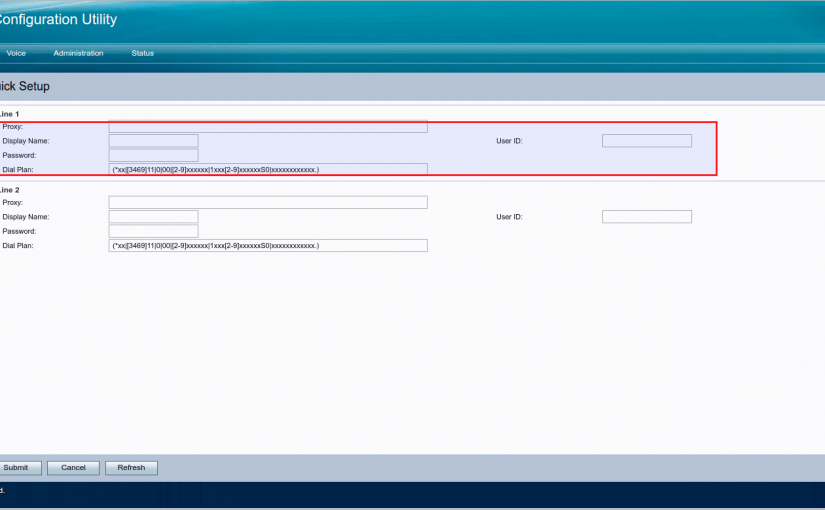 Configuration Utility
Voice Administration Status
uick Setup
Line 1
Proxy:
Display Name: User ID:
Password:
Dial Plan: (*xx|[3469]11|0|00|[2-9]xxxxxx|1xxx[2-9]xxxxxxS0|xxxxxxxxxxxx.)
Line 2
Proxy:
Display Name: User ID:
Password:
Dial Plan: (*xx|[3469]11|0|00|[2-9]xxxxxx|1xxx[2-9]xxxxxxS0|xxxxxxxxxxxx.)
Submit Cancel Refresh
d.